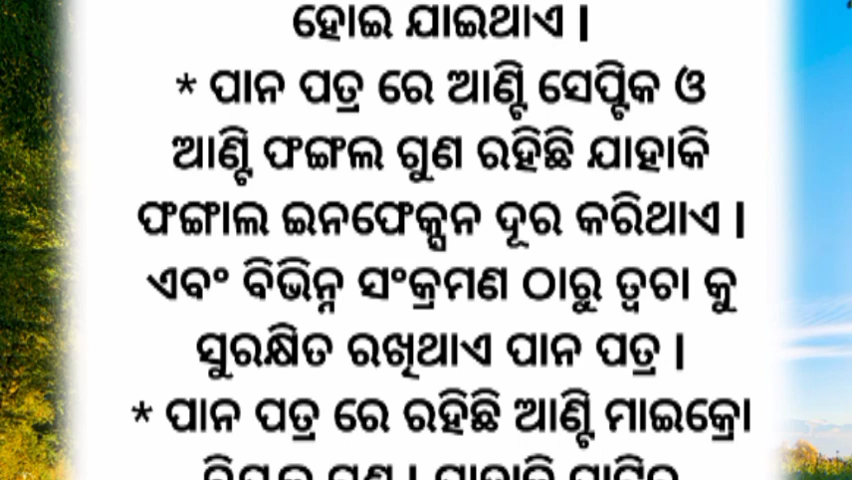 ହୋଇ ଯାଇଥାଏ |
* ପାନ ପତ୍ର ରେ ଆଣ୍ଟି ସେପ୍ଟିକ ଓ
ଆଣ୍ଟି ଫଙ୍ଗଲ ଗୁଣ ରହିଛି ଯାହାକି
ଫଙ୍ଗାଲ ଇନଫେକ୍ସନ ଦୂର କରିଥାଏ |
ଏବଂ ବିଭିନ୍ନ ସଂକ୍ରମଣ ଠାରୁ ତ୍ୱଚା କୁ
ସୁରକ୍ଷିତ ରଖିଥାଏ ପାନ ପତ୍ର |
* ପାନ ପତ୍ର ରେ ରହିଛି ଆଣ୍ଟି ମାଇକ୍ରୋ